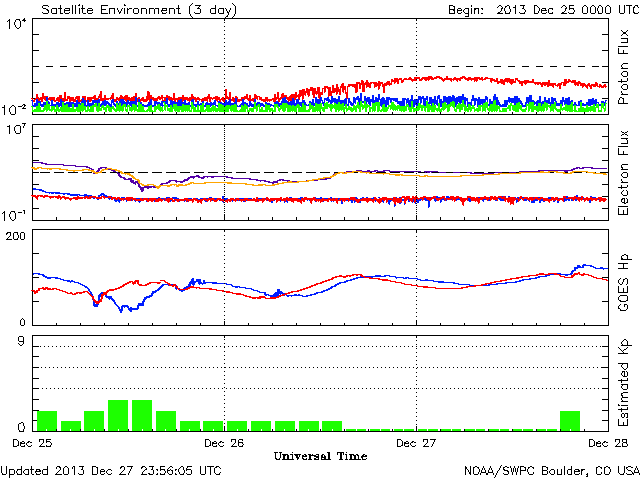 Satellite Environment (3 day) Begin: 2013 Dec 25 0000 UTC
10^4
10^-2
Proton Flux
10^7
10^-1
Electron Flux
200
0
GOES Hp
9
0
Estimated Kp
Dec 25 Dec 26 Dec 27 Dec 28
Universal Time
Updated 2013 Dec 27 23:56:05 UTC NOAA/SWPC Boulder, CO USA